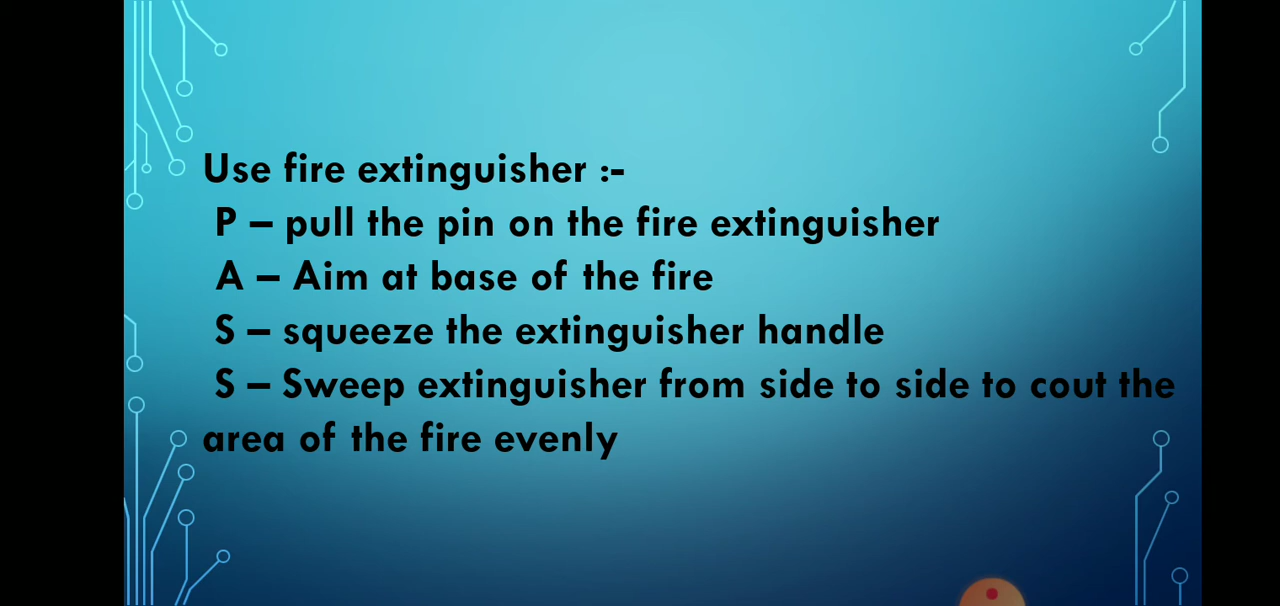 Use fire extinguisher :-
P – pull the pin on the fire extinguisher
A – Aim at base of the fire
S – squeeze the extinguisher handle
S – Sweep extinguisher from side to side to cout the
area of the fire evenly